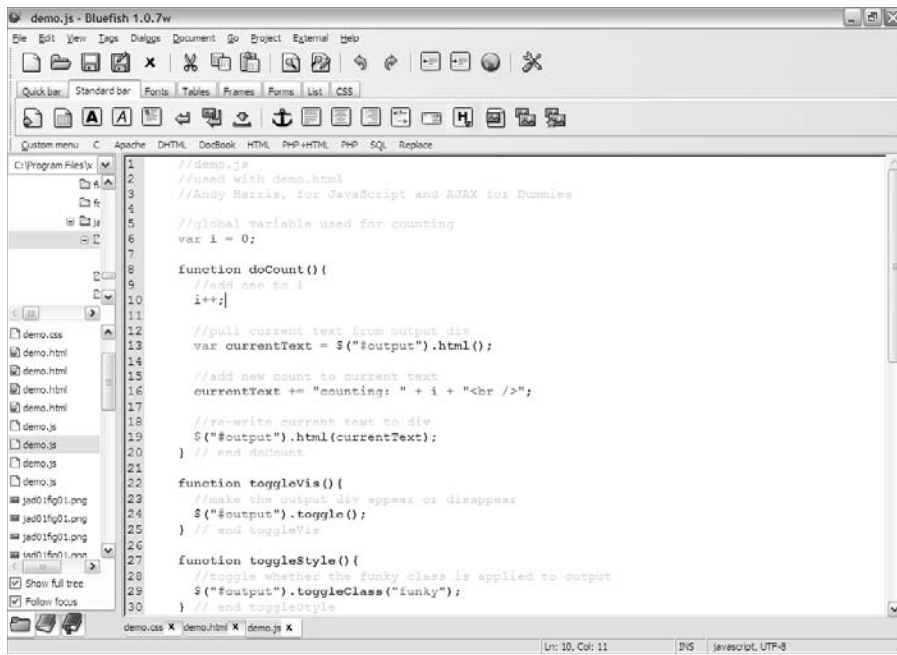 demo.js - Bluefish 1.0.7w
File Edit View Tags Dialogs Document Go Project External Help
Quick bar Standard bar Fonts Tables Frames Forms List CSS
Custom menu C Apache DHTML DocBook HTML PHP+HTML PHP SQL Replace
C:\Program Files\x
1 //demo.js
2 //used with demo.html
3 //Andy Harris, for JavaScript and AJAX for Dummies
4
5 //global variable used for counting
6 var i = 0;
7
8 function doCount(){
9 //add one to i
10 i++;
11
12 //pull current text from output div
13 var currentText = $("#output").html();
14
15 //add new count to current text
16 currentText += "counting: " + i + "<br />";
17
18 //re-write current text to div
19 $("#output").html(currentText);
20 } // end doCount
21
22 function toggleVis(){
23 //make the output div appear or disappear
24 $("#output").toggle();
25 } // end toggleVis
26
27 function toggleStyle(){
28 //toggle whether the funky class is applied to output
29 $("#output").toggleClass("funky");
30 } // end toggleStyle
demo.css
demo.html
demo.html
demo.html
demo.html
demo.js
demo.js
demo.js
demo.js
jad01fig01.png
jad01fig01.png
jad01fig01.png
jad01fig01.png
Show full tree
Follow focus
demo.css X demo.html X demo.js X
Ln: 10, Col: 11 INS javascript, UTF-8